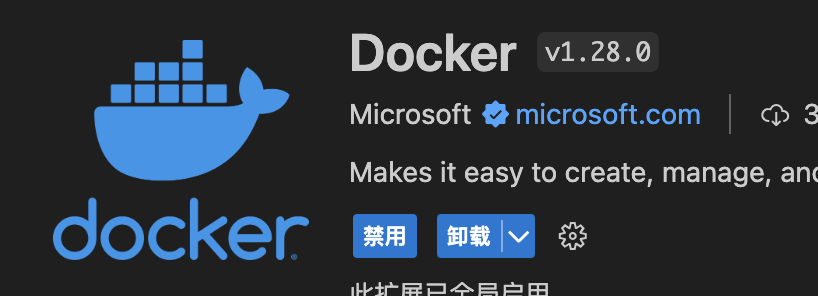 Docker v1.28.0
Microsoft microsoft.com 3
Makes it easy to create, manage, and
docker
禁用 卸载
此扩展已全局启用